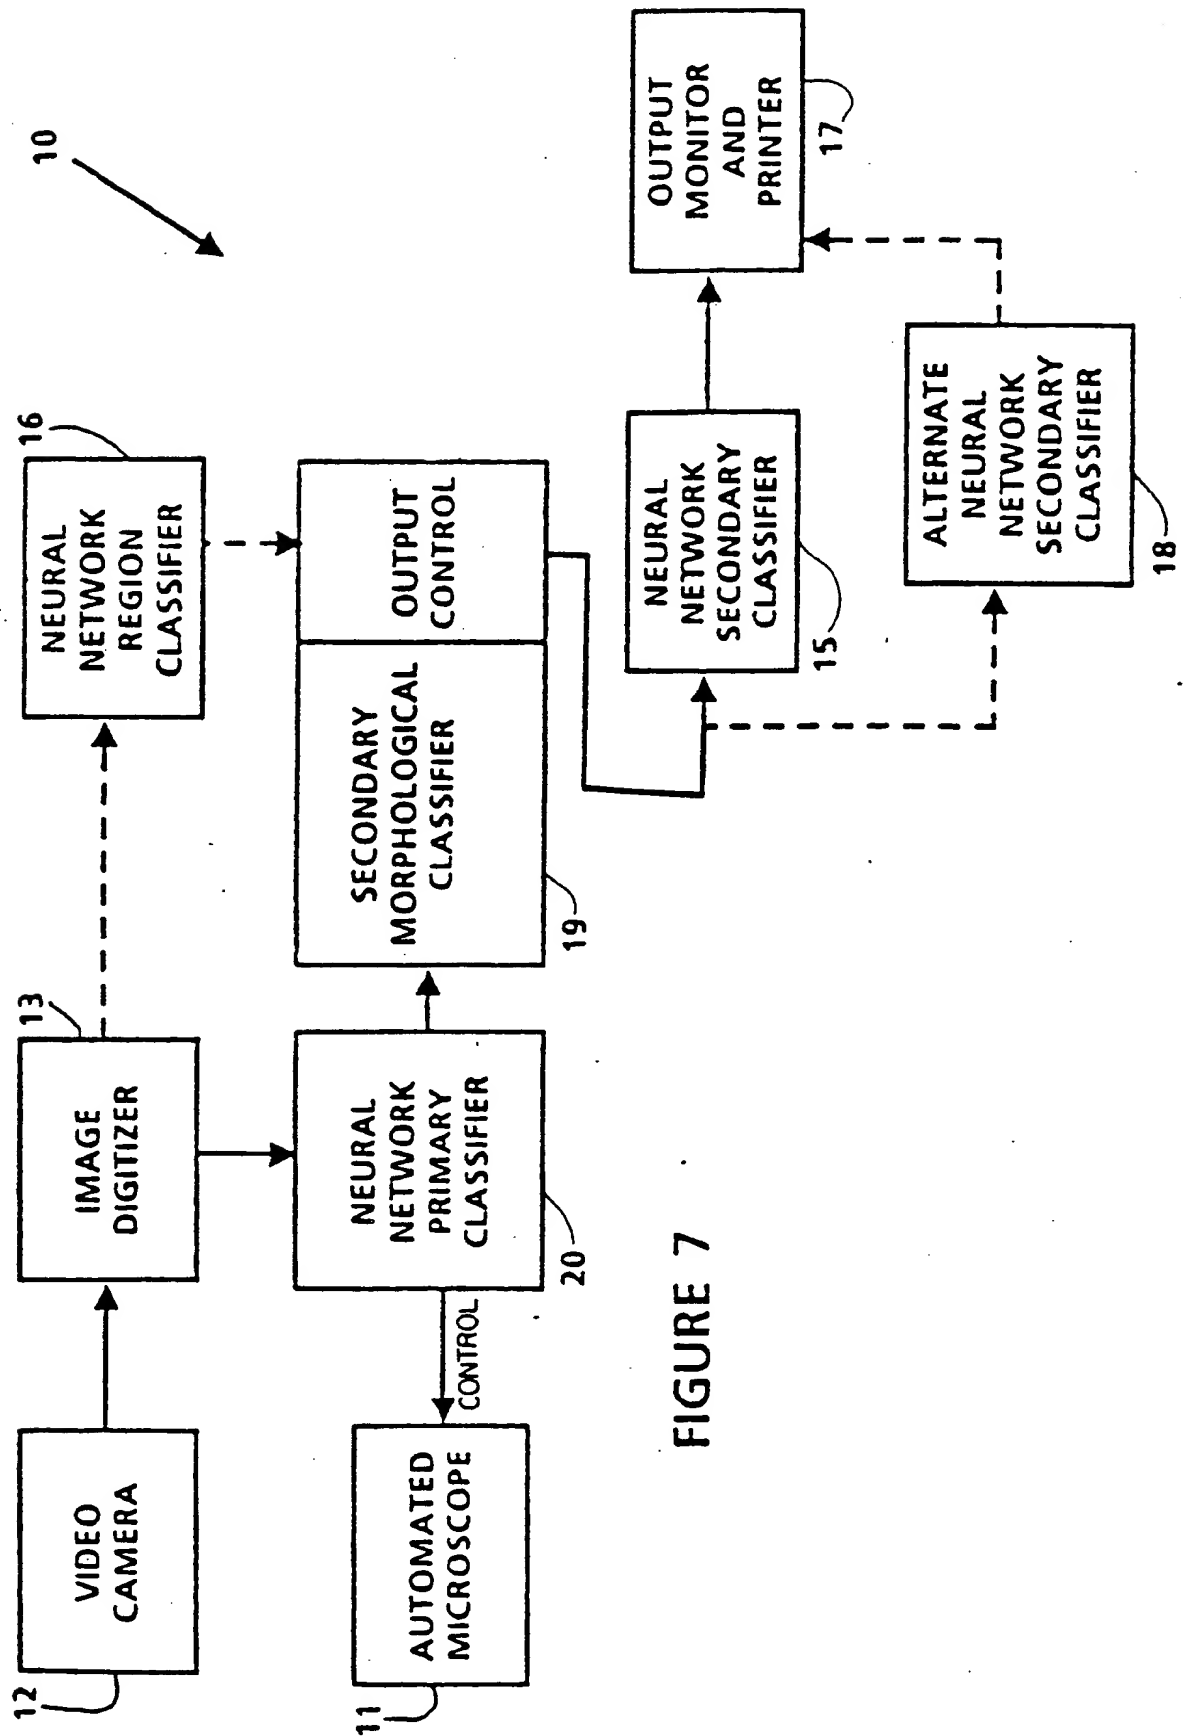 10
12
VIDEO
CAMERA
13
IMAGE
DIGITIZER
16
NEURAL
NETWORK
REGION
CLASSIFIER
11
AUTOMATED
MICROSCOPE
CONTROL
20
NEURAL
NETWORK
PRIMARY
CLASSIFIER
19
SECONDARY
MORPHOLOGICAL
CLASSIFIER
OUTPUT
CONTROL
15
NEURAL
NETWORK
SECONDARY
CLASSIFIER
OUTPUT
MONITOR
AND
PRINTER
17
ALTERNATE
NEURAL
NETWORK
SECONDARY
CLASSIFIER
18
FIGURE 7